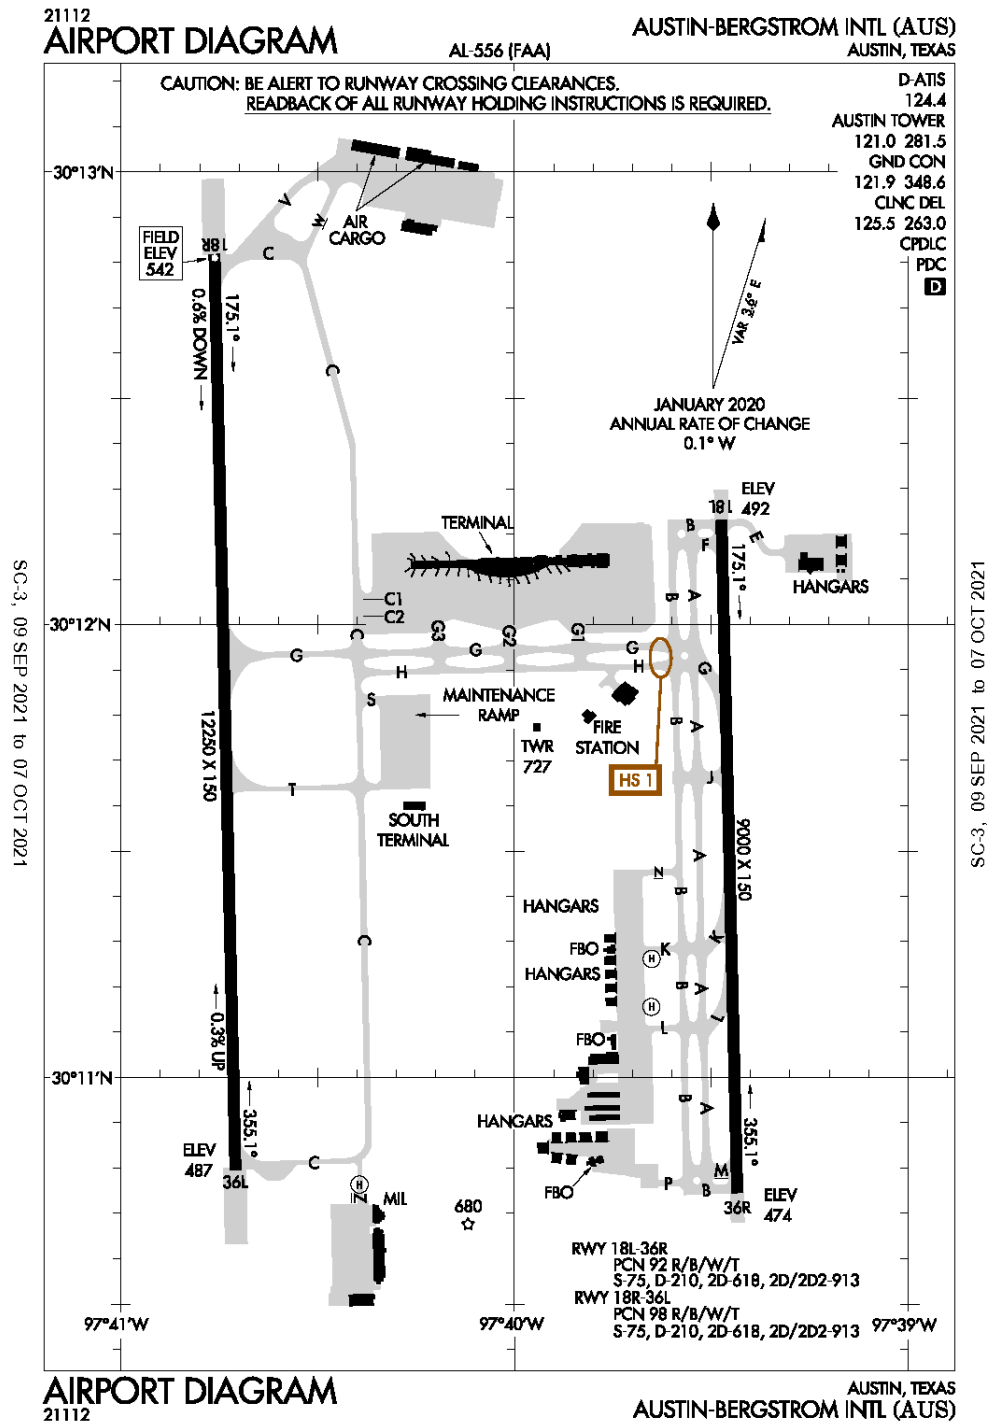 21112
AIRPORT DIAGRAM
AL-556 (FAA)
AUSTIN-BERGSTROM INTL (AUS)
AUSTIN, TEXAS
CAUTION: BE ALERT TO RUNWAY CROSSING CLEARANCES.
READBACK OF ALL RUNWAY HOLDING INSTRUCTIONS IS REQUIRED.
D-ATIS
124.4
AUSTIN TOWER
121.0 281.5
GND CON
121.9 348.6
CLNC DEL
125.5 263.0
CPDLC
PDC
D
30°13'N
V
W
AIR
CARGO
C
18R
FIELD
ELEV
542
175.1°
0.6% DOWN
C
VAR 3.6° E
JANUARY 2020
ANNUAL RATE OF CHANGE
0.1° W
ELEV
492
18L
B
F
E
175.1°
HANGARS
TERMINAL
B
A
C1
C2
30°12'N
C
G3
G2
G1
G
G
G
H
H
G
S
MAINTENANCE
RAMP
FIRE
STATION
TWR
727
B
A
HS 1
J
12250 X 150
T
SOUTH
TERMINAL
9000 X 150
A
N
B
HANGARS
FBO
K
K
H
HANGARS
C
B
A
H
L
L
FBO
0.3% UP
30°11'N
355.1°
B
A
355.1°
HANGARS
ELEV
487
C
36L
H
N
MIL
680
FBO
P
B
M
36R
ELEV
474
RWY 18L-36R
PCN 92 R/B/W/T
S-75, D-210, 2D-618, 2D/2D2-913
RWY 18R-36L
PCN 98 R/B/W/T
S-75, D-210, 2D-618, 2D/2D2-913
97°41'W
97°40'W
97°39'W
SC-3, 09 SEP 2021 to 07 OCT 2021
SC-3, 09 SEP 2021 to 07 OCT 2021
AIRPORT DIAGRAM
21112
AUSTIN, TEXAS
AUSTIN-BERGSTROM INTL (AUS)